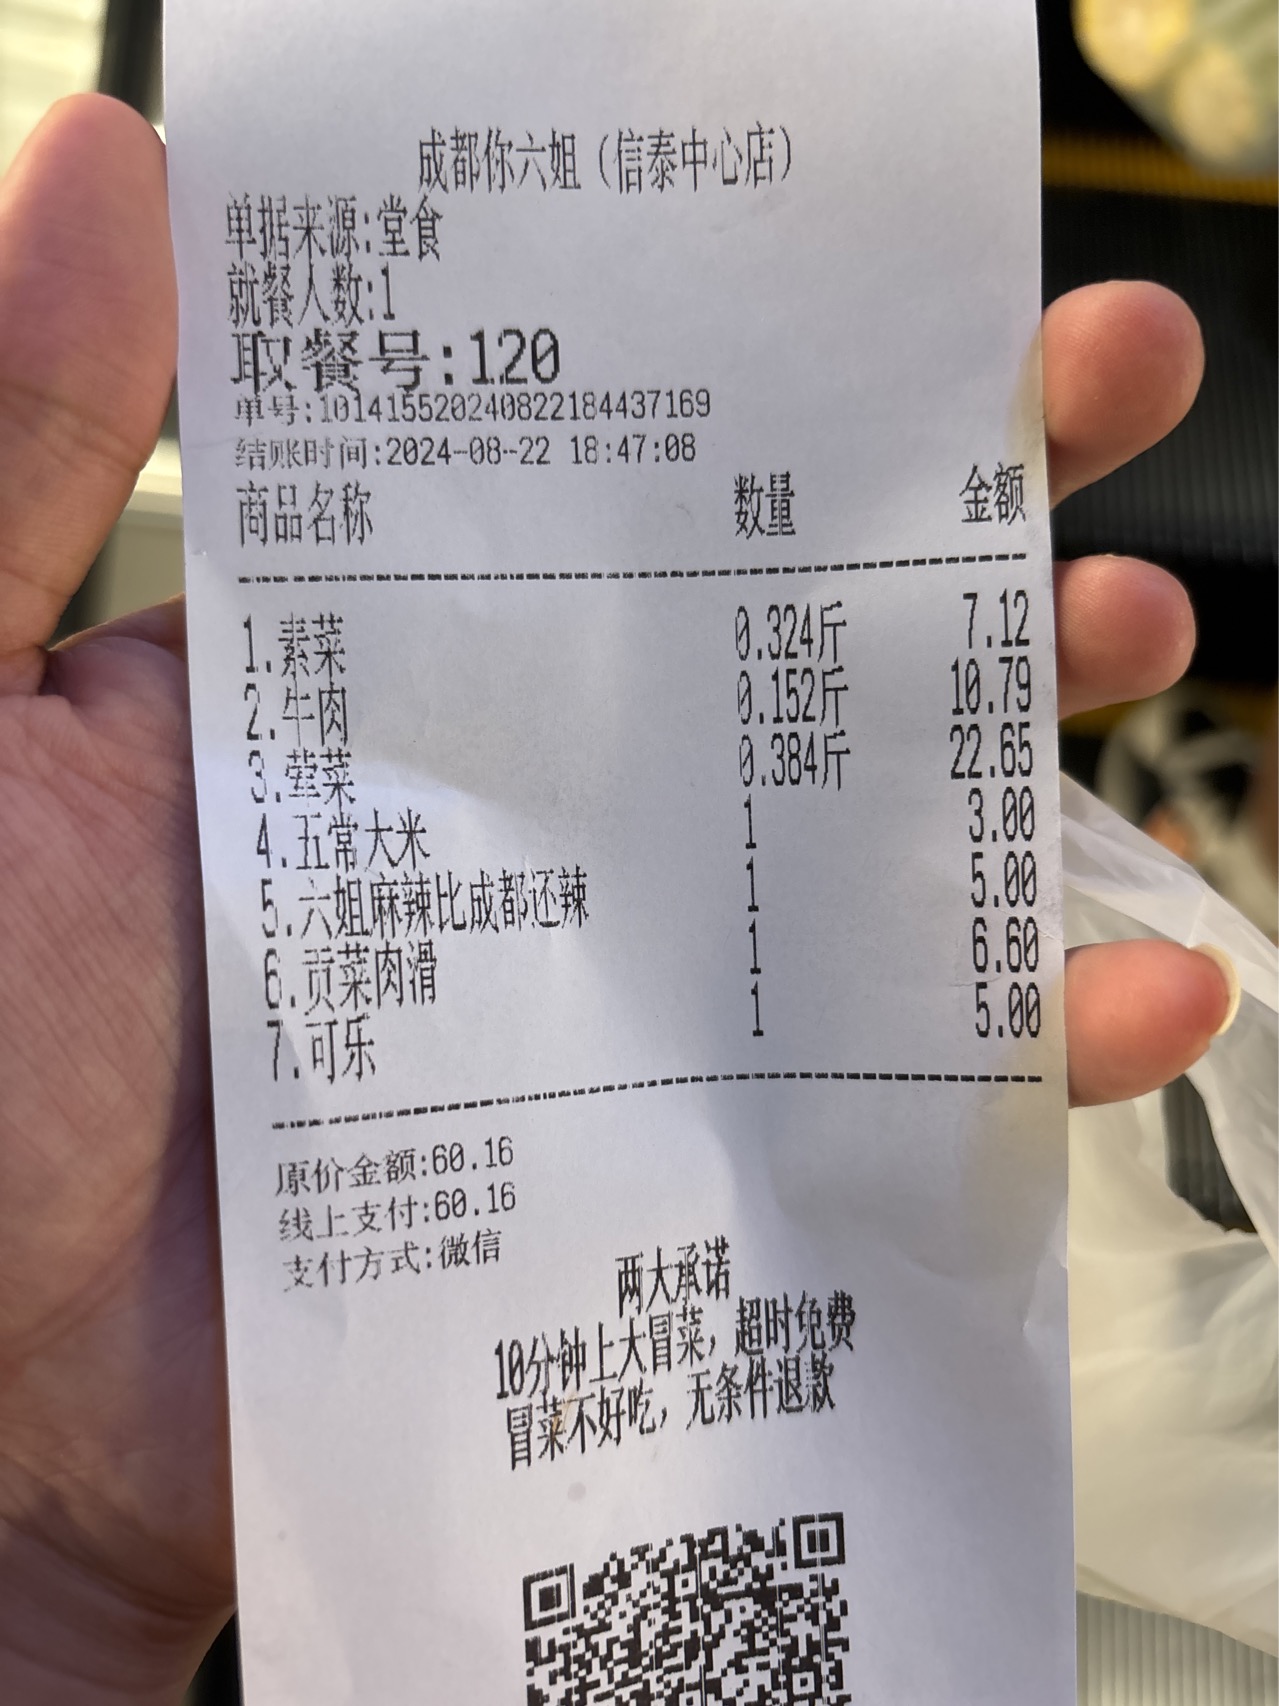 成都你六姐（信泰中心店）
单据来源:堂食
就餐人数:1
取餐号:120
单号:10141552024082218443​7169
结账时间:2024-08-22 18:47:08
商品名称 数量 金额
1.素菜 0.324斤 7.12
2.牛肉 0.152斤 10.79
3.荤菜 0.384斤 22.65
4.五常大米 1 3.00
5.六姐麻辣比成都还辣 1 5.00
6.贡菜肉滑 1 6.60
7.可乐 1 5.00
原价金额:60.16
线上支付:60.16
支付方式:微信
两大承诺
10分钟上大冒菜，超时免费
冒菜不好吃，无条件退款